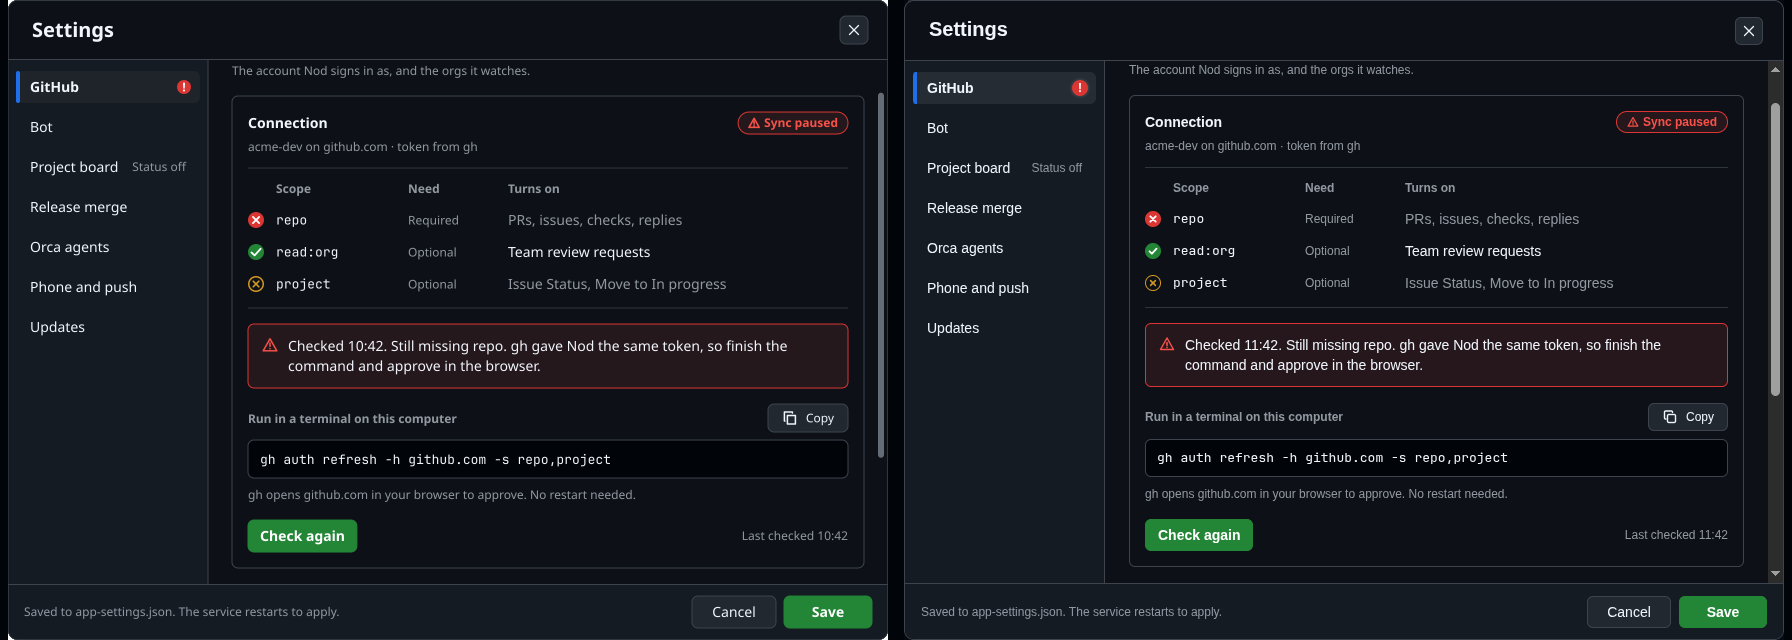 Settings
GitHub
Bot
Project board Status off
Release merge
Orca agents
Phone and push
Updates
The account Nod signs in as, and the orgs it watches.
Connection Sync paused
acme-dev on github.com · token from gh
Scope Need Turns on
repo Required PRs, issues, checks, replies
read:org Optional Team review requests
project Optional Issue Status, Move to In progress
Checked 10:42. Still missing repo. gh gave Nod the same token, so finish the
command and approve in the browser.
Run in a terminal on this computer Copy
gh auth refresh -h github.com -s repo,project
gh opens github.com in your browser to approve. No restart needed.
Check again Last checked 10:42
Saved to app-settings.json. The service restarts to apply. Cancel Save
Settings
GitHub
Bot
Project board Status off
Release merge
Orca agents
Phone and push
Updates
The account Nod signs in as, and the orgs it watches.
Connection Sync paused
acme-dev on github.com · token from gh
Scope Need Turns on
repo Required PRs, issues, checks, replies
read:org Optional Team review requests
project Optional Issue Status, Move to In progress
Checked 11:42. Still missing repo. gh gave Nod the same token, so finish the
command and approve in the browser.
Run in a terminal on this computer Copy
gh auth refresh -h github.com -s repo,project
gh opens github.com in your browser to approve. No restart needed.
Check again Last checked 11:42
Saved to app-settings.json. The service restarts to apply. Cancel Save